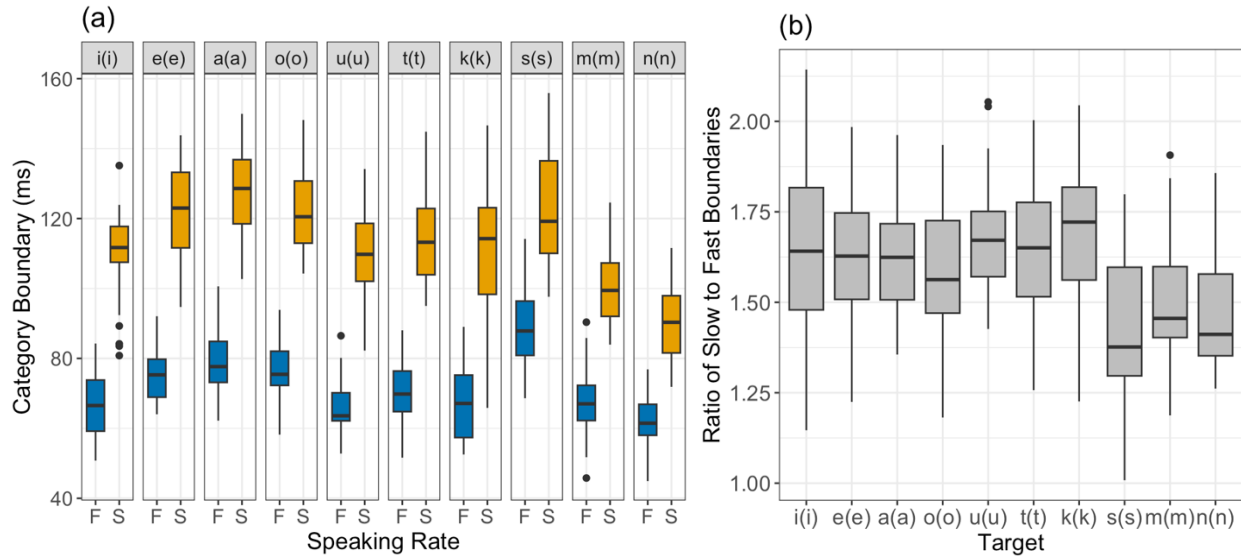 (a)
i(i) e(e) a(a) o(o) u(u) t(t) k(k) s(s) m(m) n(n)
160
120
80
40
Category Boundary (ms)
F S F S F S F S F S F S F S F S F S F S
Speaking Rate
(b)
2.00
1.75
1.50
1.25
1.00
Ratio of Slow to Fast Boundaries
i(i) e(e) a(a) o(o) u(u) t(t) k(k) s(s) m(m) n(n)
Target